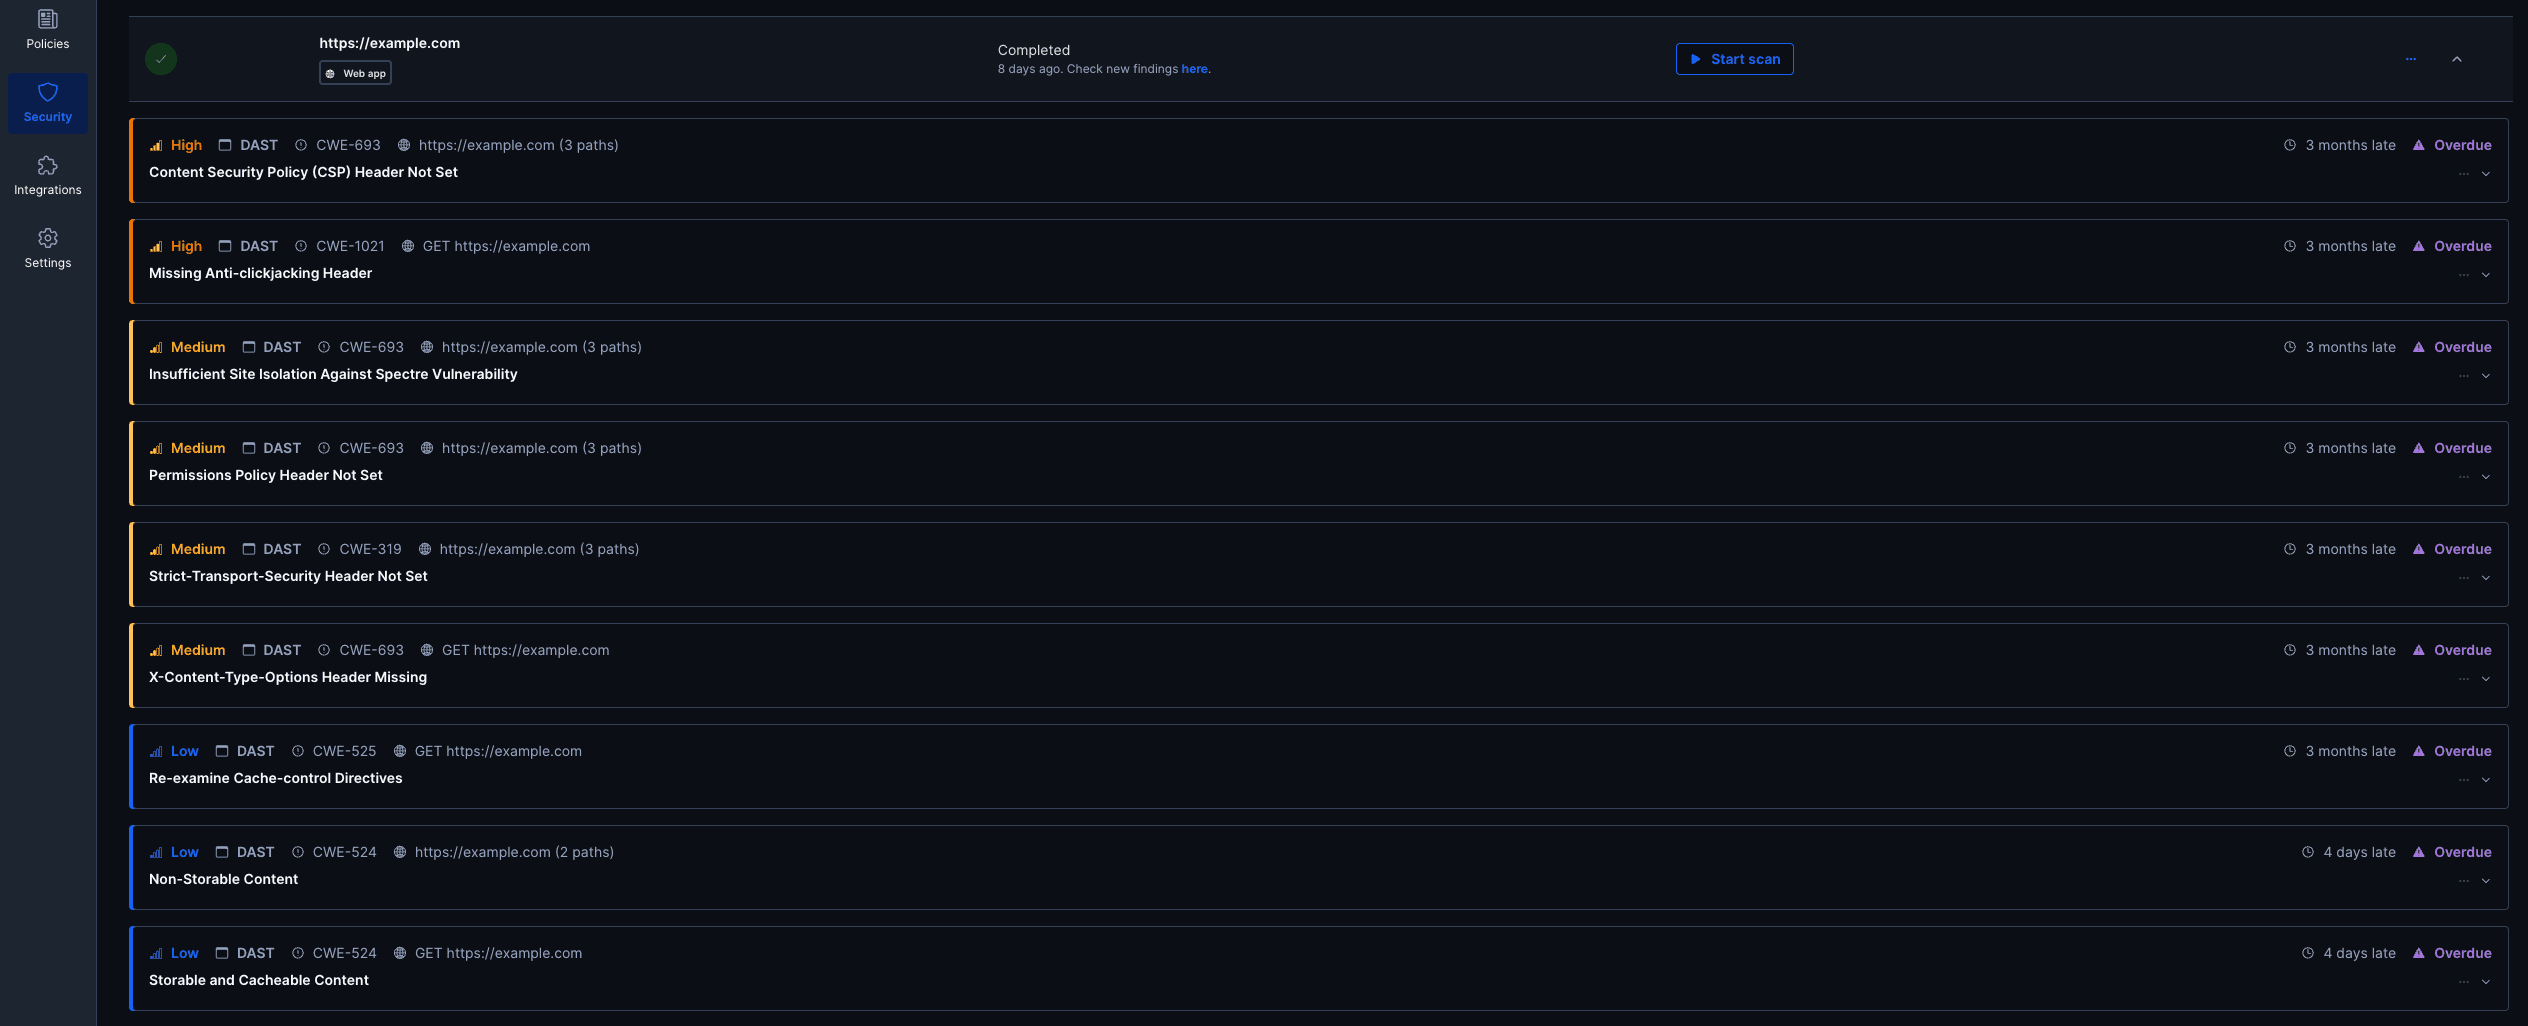 Policies
Security
Integrations
Settings
https://example.com
Web app
Completed
8 days ago. Check new findings here.
Start scan
High DAST CWE-693 https://example.com (3 paths) 3 months late Overdue
Content Security Policy (CSP) Header Not Set
High DAST CWE-1021 GET https://example.com 3 months late Overdue
Missing Anti-clickjacking Header
Medium DAST CWE-693 https://example.com (3 paths) 3 months late Overdue
Insufficient Site Isolation Against Spectre Vulnerability
Medium DAST CWE-693 https://example.com (3 paths) 3 months late Overdue
Permissions Policy Header Not Set
Medium DAST CWE-319 https://example.com (3 paths) 3 months late Overdue
Strict-Transport-Security Header Not Set
Medium DAST CWE-693 GET https://example.com 3 months late Overdue
X-Content-Type-Options Header Missing
Low DAST CWE-525 GET https://example.com 3 months late Overdue
Re-examine Cache-control Directives
Low DAST CWE-524 https://example.com (2 paths) 4 days late Overdue
Non-Storable Content
Low DAST CWE-524 GET https://example.com 4 days late Overdue
Storable and Cacheable Content